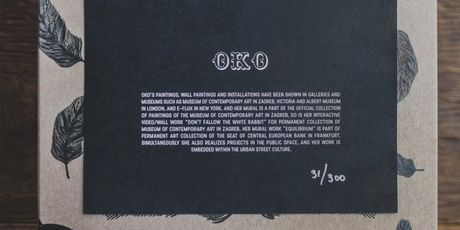 OKO
OKO'S PAINTINGS, WALL PAINTINGS AND INSTALLATIONS HAVE BEEN SHOWN IN GALLERIES AND
MUSEUMS SUCH AS MUSEUM OF CONTEMPORARY ART IN ZAGREB, VICTORIA AND ALBERT MUSEUM
IN LONDON, AND E-FLUX IN NEW YORK, AND HER MURAL IS A PART OF THE OFFICIAL COLLECTION
OF PAINTINGS OF THE MUSEUM OF CONTEMPORARY ART IN ZAGREB, SO IS HER INTERACTIVE
VIDEO/WALL WORK "DON'T FOLLOW THE WHITE RABBIT" FOR PERMANENT COLLECTION OF
MUSEUM OF CONTEMPORARY ART IN ZAGREB, HER MURAL WORK "EQUILIBRIUM" IS PART OF
PERMANENT ART COLLECTION OF THE SEAT OF CENTRAL EUROPEAN BANK IN FRANKFURT.
SIMULTANEOUSLY SHE ALSO REALIZES PROJECTS IN THE PUBLIC SPACE, AND HER WORK IS
EMBEDDED WITHIN THE URBAN STREET CULTURE.
31/300